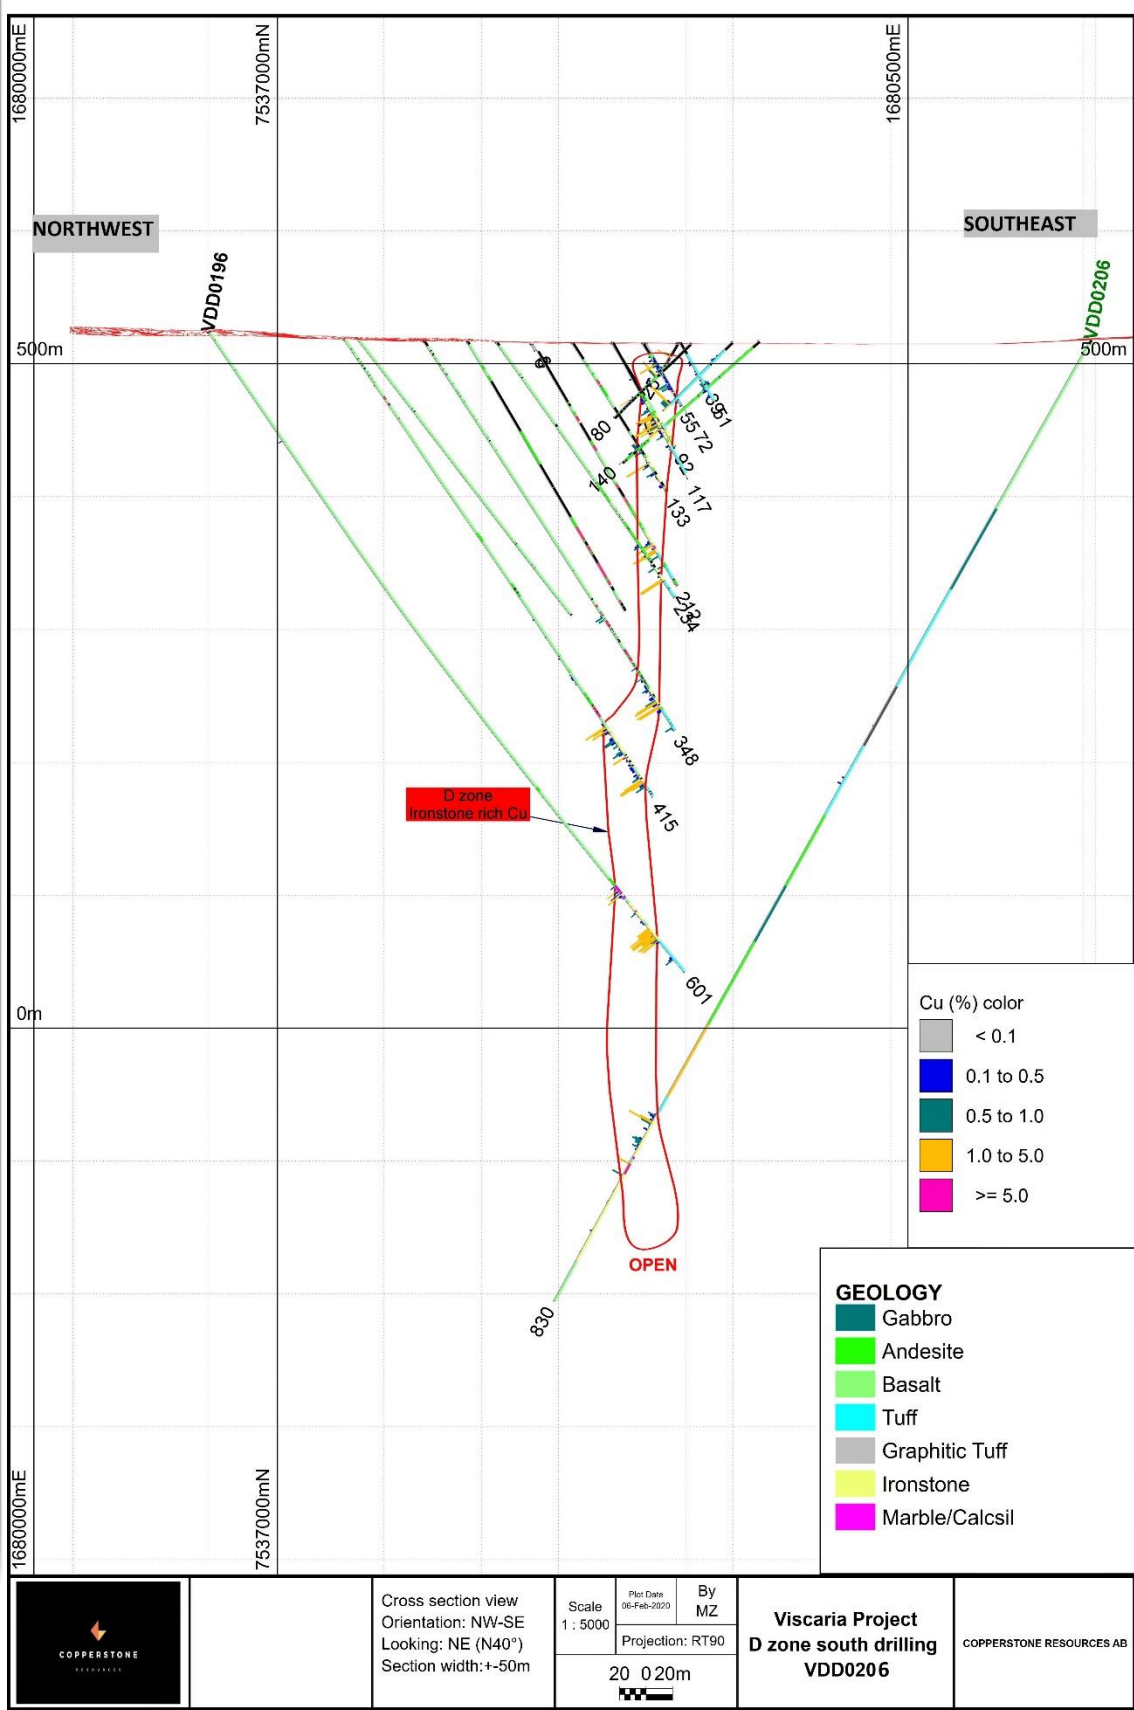 1680000mE
7537000mN
1680500mE
NORTHWEST
SOUTHEAST
VDD0196
VDD0206
500m
500m
80
25
39
51
55
72
140
92
117
133
212
234
348
D zone
Ironstone rich Cu
415
601
0m
Cu (%) color
< 0.1
0.1 to 0.5
0.5 to 1.0
1.0 to 5.0
>= 5.0
OPEN
830
GEOLOGY
Gabbro
Andesite
Basalt
Tuff
Graphitic Tuff
Ironstone
Marble/Calcsil
1680000mE
7537000mN
COPPERSTONE
RESOURCES
Cross section view
Orientation: NW-SE
Looking: NE (N40°)
Section width:+-50m
Scale
1 : 5000
Plot Date
06-Feb-2020
By
MZ
Projection: RT90
20 0 20m
Viscaria Project
D zone south drilling
VDD0206
COPPERSTONE RESOURCES AB